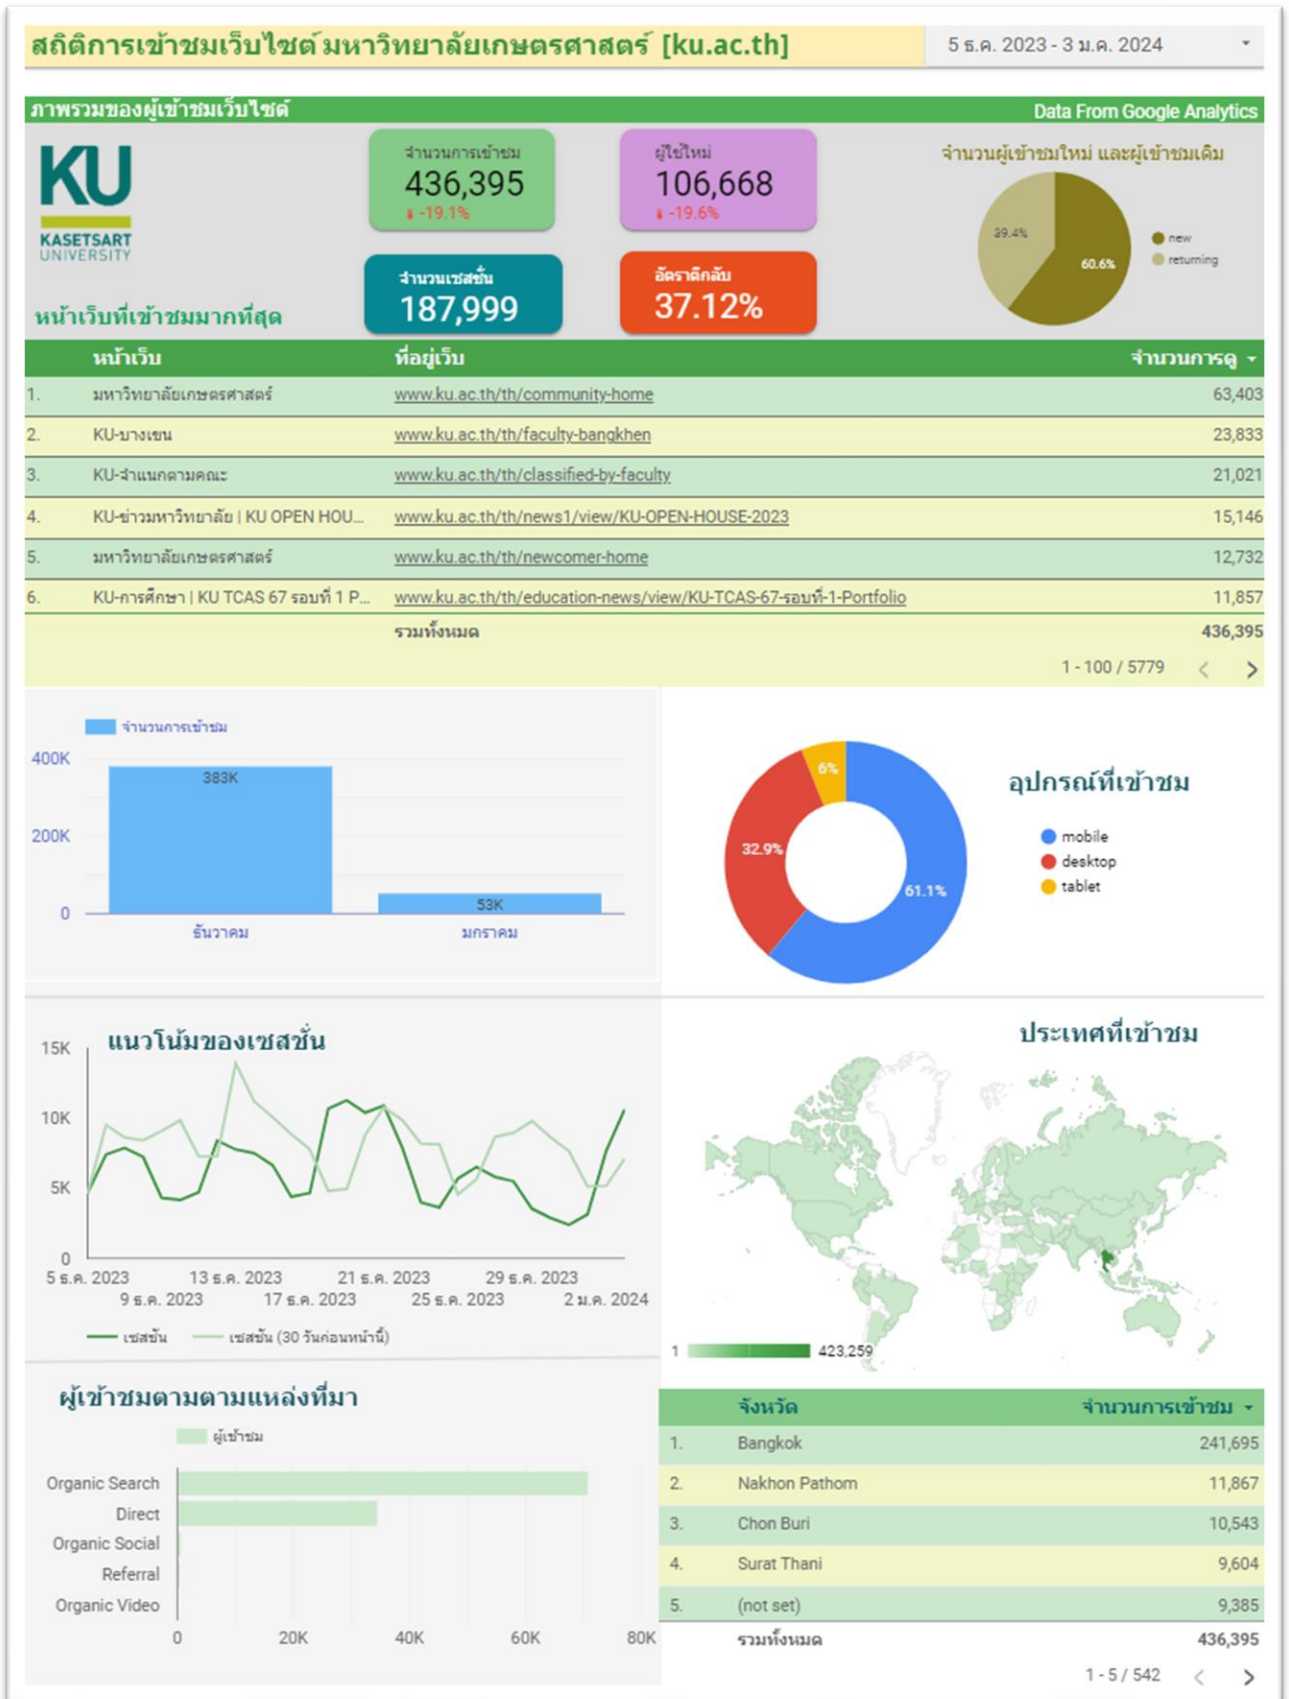 สถิติการเข้าชมเว็บไซต์มหาวิทยาลัยเกษตรศาสตร์ [ku.ac.th]
5 ธ.ค. 2023 - 3 ม.ค. 2024
ภาพรวมของผู้เข้าชมเว็บไซต์
Data From Google Analytics
KU
KASETSART
UNIVERSITY
จำนวนการเข้าชม
436,395
-19.1%
ผู้ใช้ใหม่
106,668
-19.6%
จำนวนเซสชั่น
187,999
อัตราตีกลับ
37.12%
จำนวนผู้เข้าชมใหม่ และผู้เข้าชมเดิม
39.4%
60.6%
new
returning
หน้าเว็บที่เข้าชมมากที่สุด
หน้าเว็บ ที่อยู่เว็บ จำนวนการดู
1. มหาวิทยาลัยเกษตรศาสตร์ www.ku.ac.th/th/community-home 63,403
2. KU-บางเขน www.ku.ac.th/th/faculty-bangkhen 23,833
3. KU-จำแนกตามคณะ www.ku.ac.th/th/classified-by-faculty 21,021
4. KU-ข่าวมหาวิทยาลัย | KU OPEN HOU... www.ku.ac.th/th/news1/view/KU-OPEN-HOUSE-2023 15,146
5. มหาวิทยาลัยเกษตรศาสตร์ www.ku.ac.th/th/newcomer-home 12,732
6. KU-การศึกษา | KU TCAS 67 รอบที่ 1 P... www.ku.ac.th/th/education-news/view/KU-TCAS-67-รอบที่-1-Portfolio 11,857
รวมทั้งหมด 436,395
1 - 100 / 5779
จำนวนการเข้าชม
400K
200K
0
383K
53K
ธันวาคม มกราคม
อุปกรณ์ที่เข้าชม
6%
32.9%
61.1%
mobile
desktop
tablet
แนวโน้มของเซสชั่น
15K
10K
5K
0
5 ธ.ค. 2023 13 ธ.ค. 2023 21 ธ.ค. 2023 29 ธ.ค. 2023
9 ธ.ค. 2023 17 ธ.ค. 2023 25 ธ.ค. 2023 2 ม.ค. 2024
เซสชัน เซสชัน (30 วันก่อนหน้านี้)
ประเทศที่เข้าชม
1 423,259
ผู้เข้าชมตามตามแหล่งที่มา
ผู้เข้าชม
Organic Search
Direct
Organic Social
Referral
Organic Video
0 20K 40K 60K 80K
จังหวัด จำนวนการเข้าชม
1. Bangkok 241,695
2. Nakhon Pathom 11,867
3. Chon Buri 10,543
4. Surat Thani 9,604
5. (not set) 9,385
รวมทั้งหมด 436,395
1 - 5 / 542